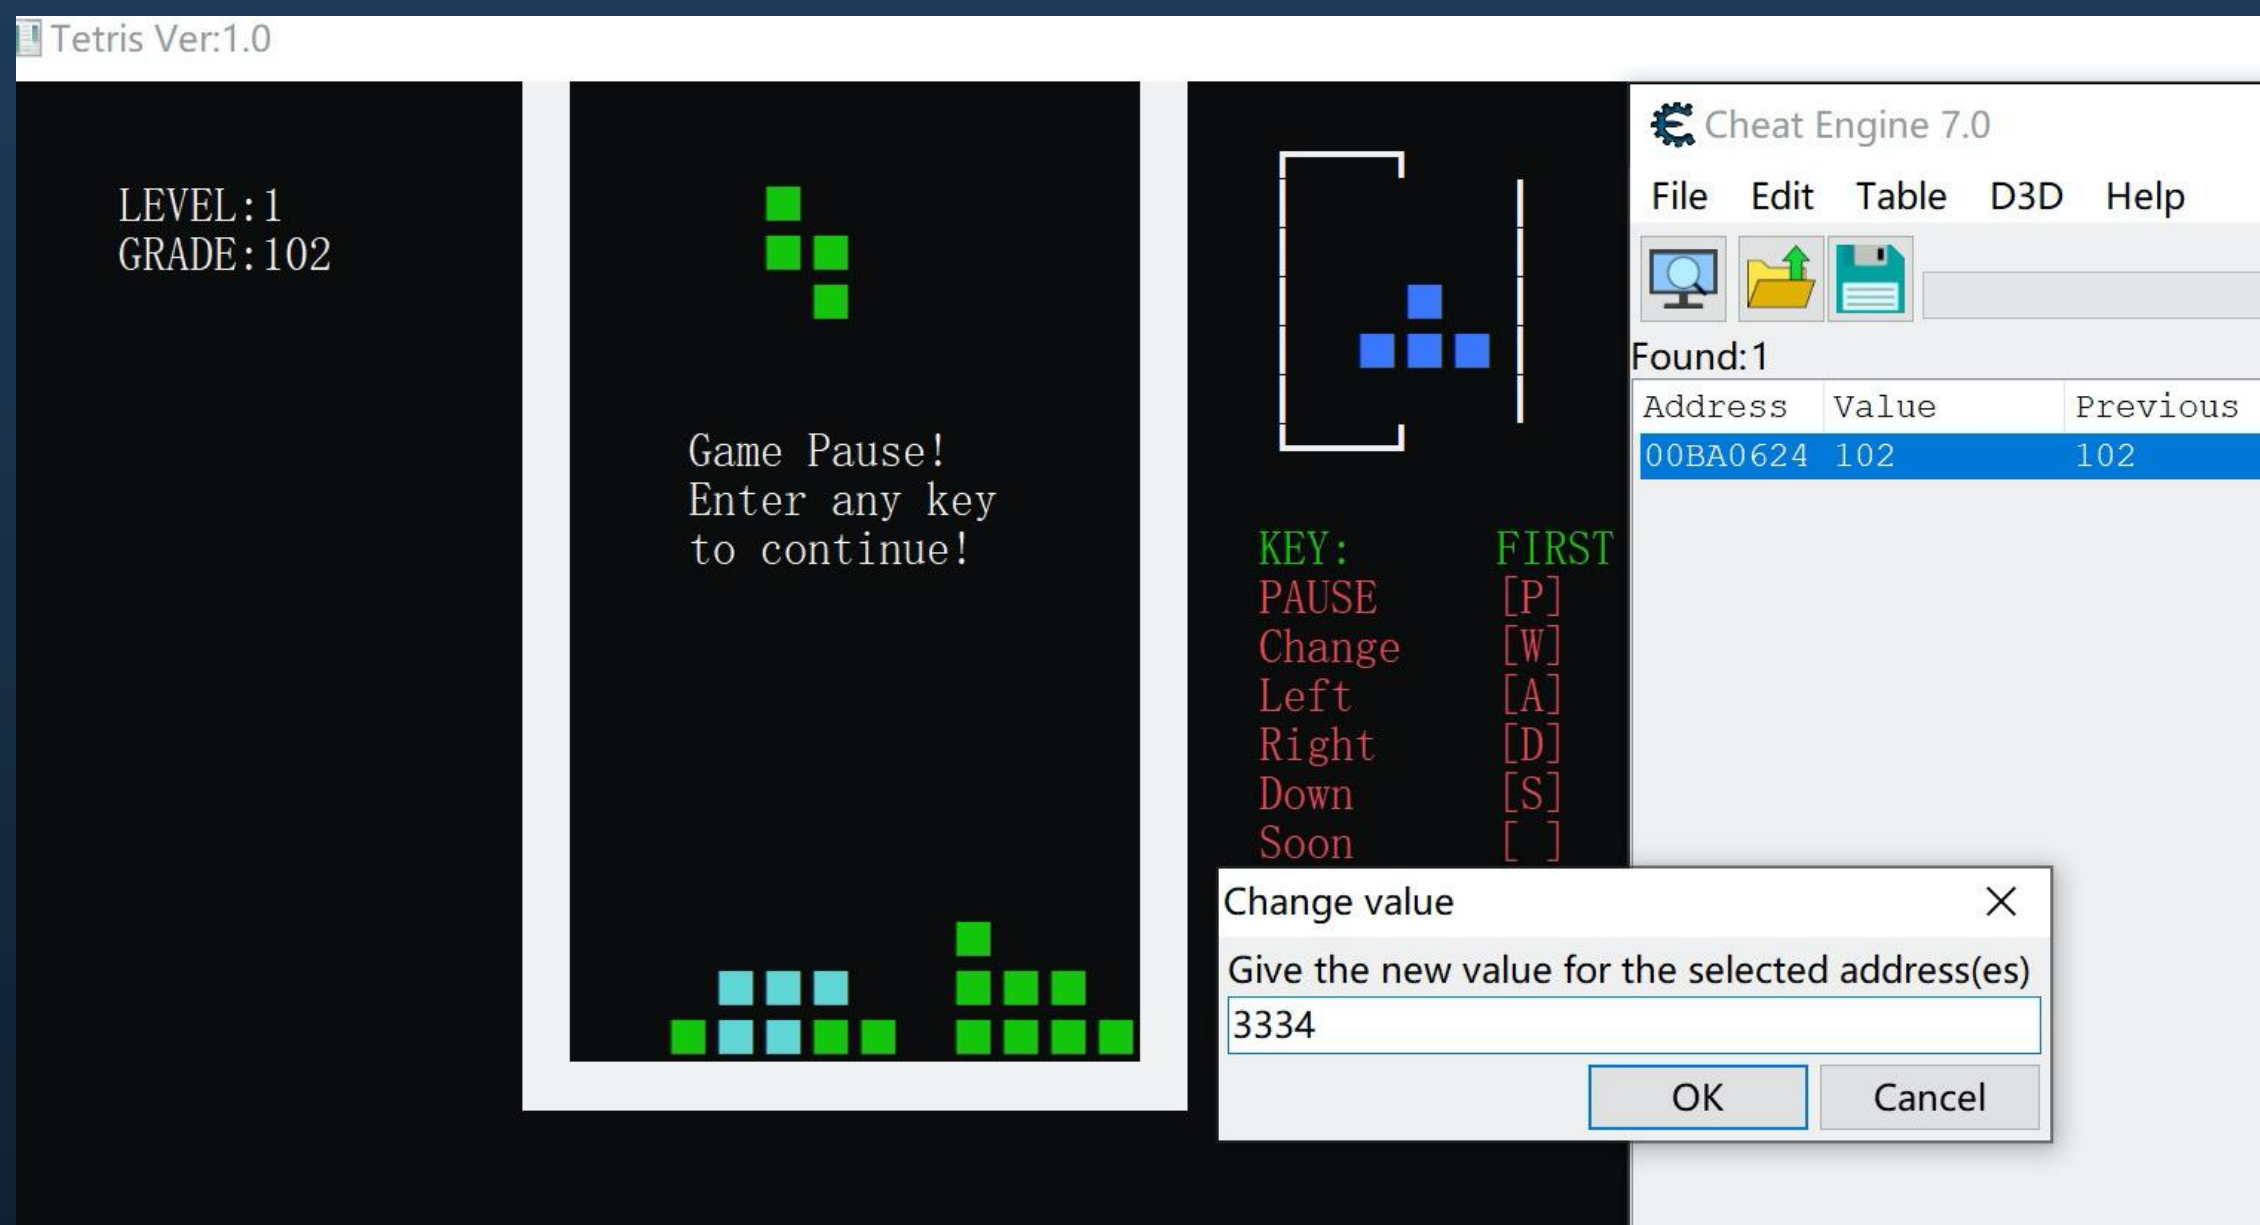 Tetris Ver:1.0
LEVEL:1
GRADE:102
Game Pause!
Enter any key
to continue!
KEY: FIRST
PAUSE [P]
Change [W]
Left [A]
Right [D]
Down [S]
Soon [ ]
Cheat Engine 7.0
File Edit Table D3D Help
Found:1
Address Value Previous
00BA0624 102 102
Change value
Give the new value for the selected address(es)
3334
OK Cancel